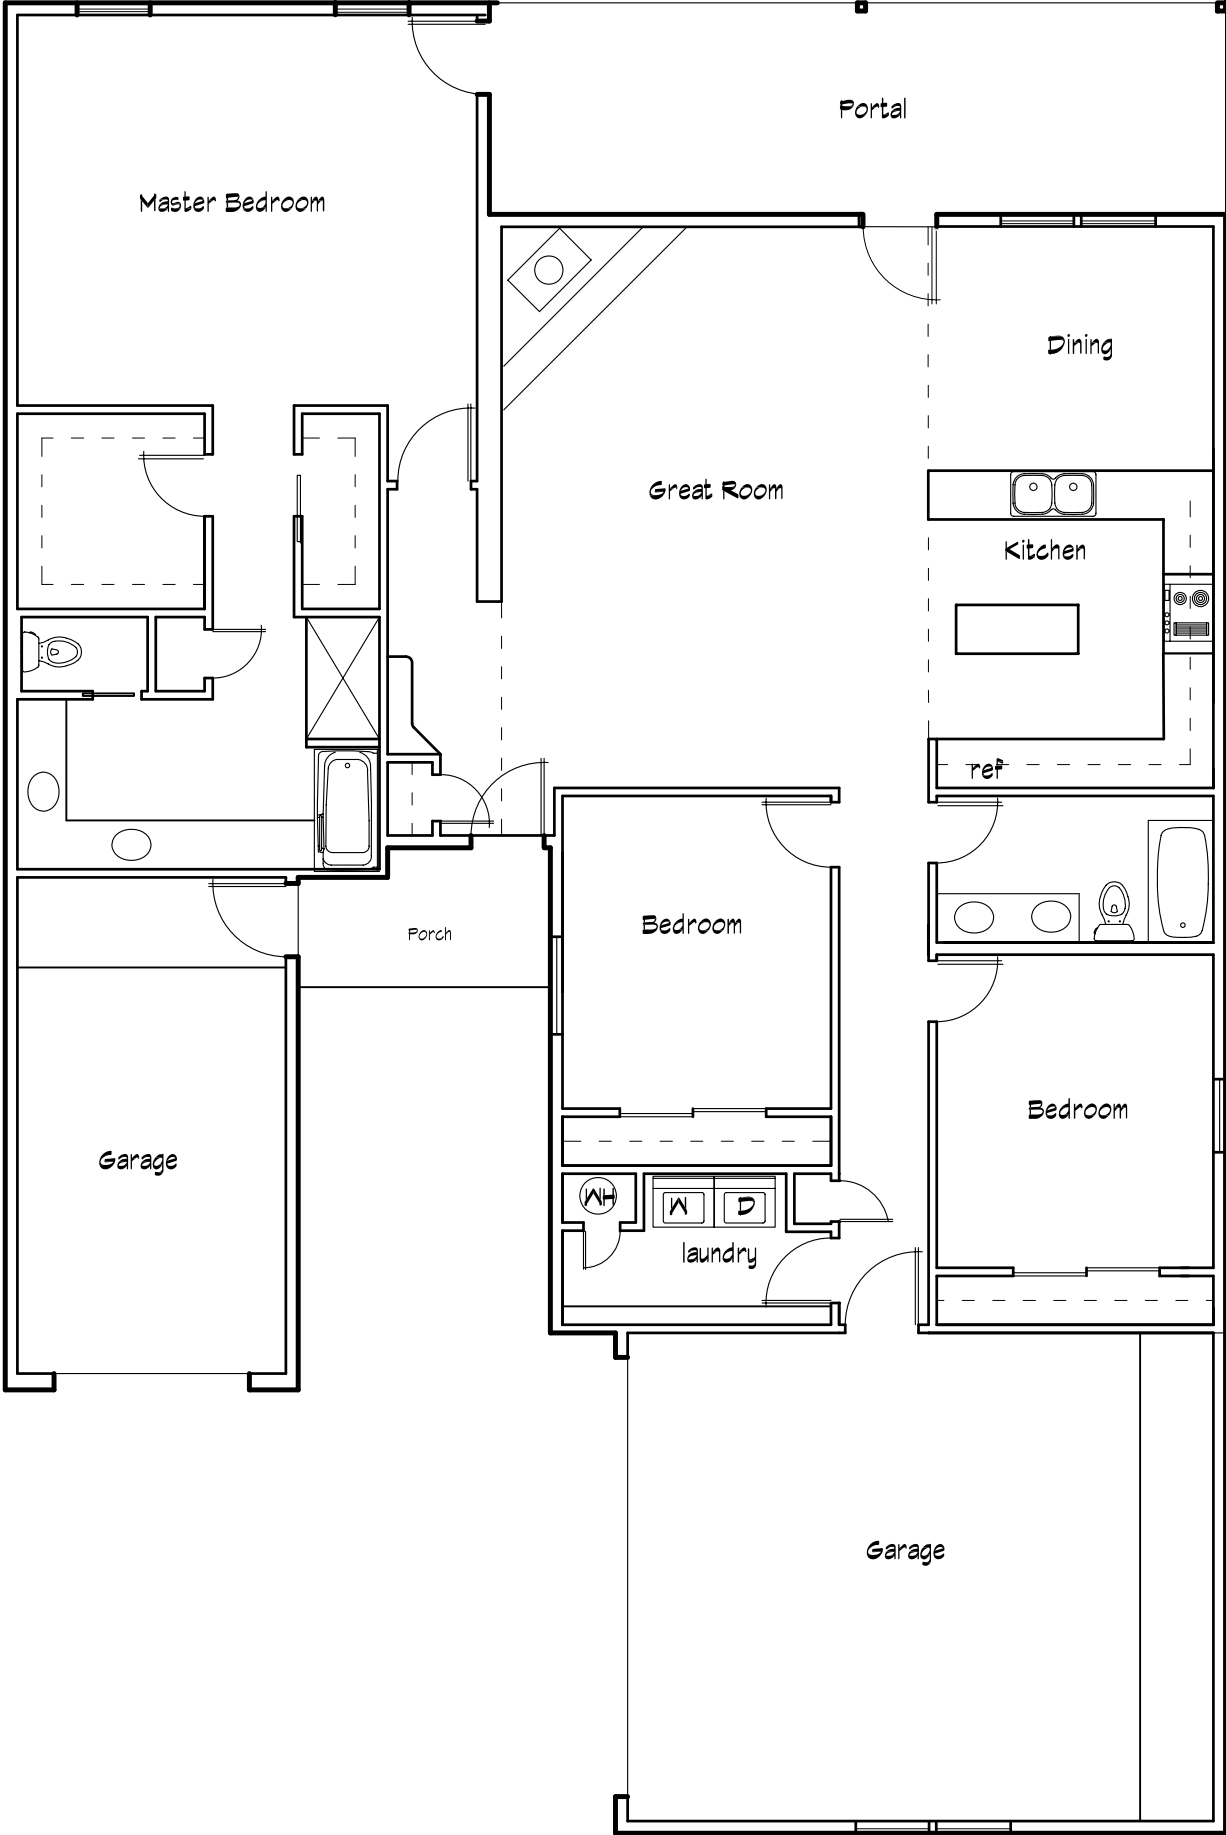 Portal
Master Bedroom
Dining
Great Room
Kitchen
ref
Bedroom
Porch
Bedroom
Garage
WH
W
D
laundry
Garage